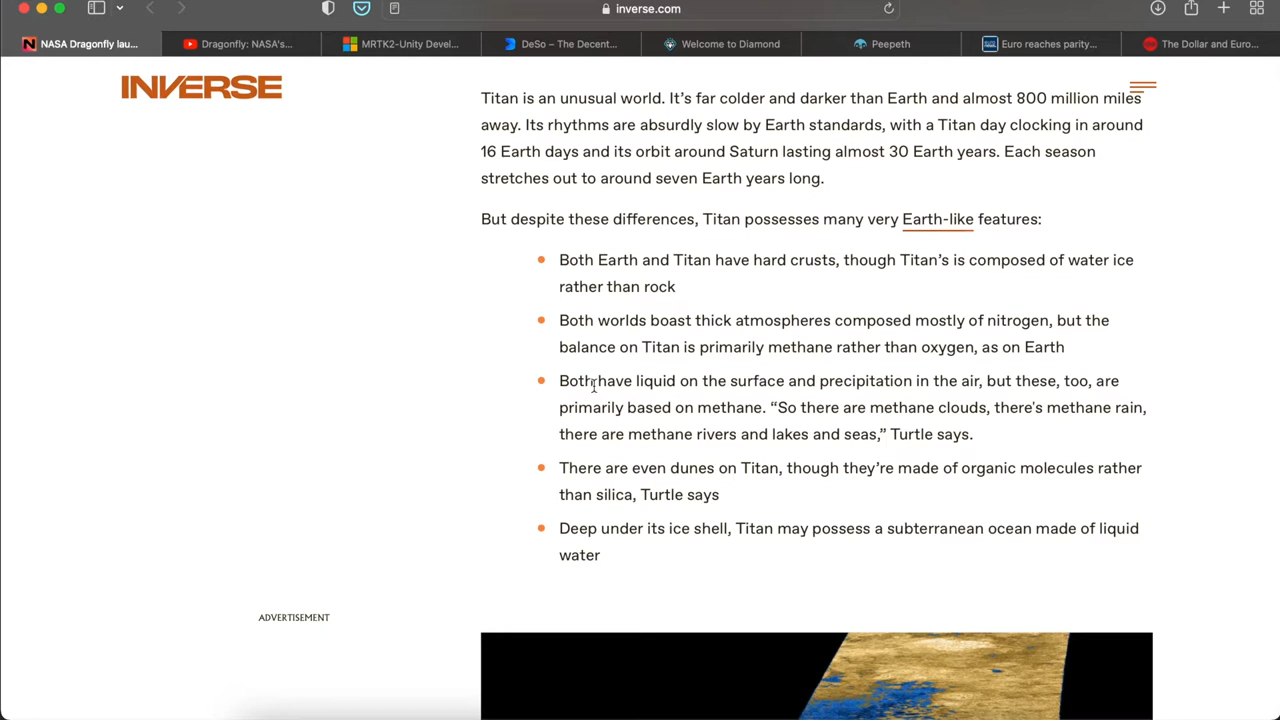 inverse.com
NASA Dragonfly lau...
Dragonfly: NASA's...
MRTK2-Unity Devel...
DeSo – The Decent...
Welcome to Diamond
Peepeth
Euro reaches parity...
The Dollar and Euro...
INVERSE
Titan is an unusual world. It’s far colder and darker than Earth and almost 800 million miles
away. Its rhythms are absurdly slow by Earth standards, with a Titan day clocking in around
16 Earth days and its orbit around Saturn lasting almost 30 Earth years. Each season
stretches out to around seven Earth years long.
But despite these differences, Titan possesses many very Earth-like features:
Both Earth and Titan have hard crusts, though Titan’s is composed of water ice
rather than rock
Both worlds boast thick atmospheres composed mostly of nitrogen, but the
balance on Titan is primarily methane rather than oxygen, as on Earth
Both have liquid on the surface and precipitation in the air, but these, too, are
primarily based on methane. “So there are methane clouds, there's methane rain,
there are methane rivers and lakes and seas,” Turtle says.
There are even dunes on Titan, though they’re made of organic molecules rather
than silica, Turtle says
Deep under its ice shell, Titan may possess a subterranean ocean made of liquid
water
ADVERTISEMENT